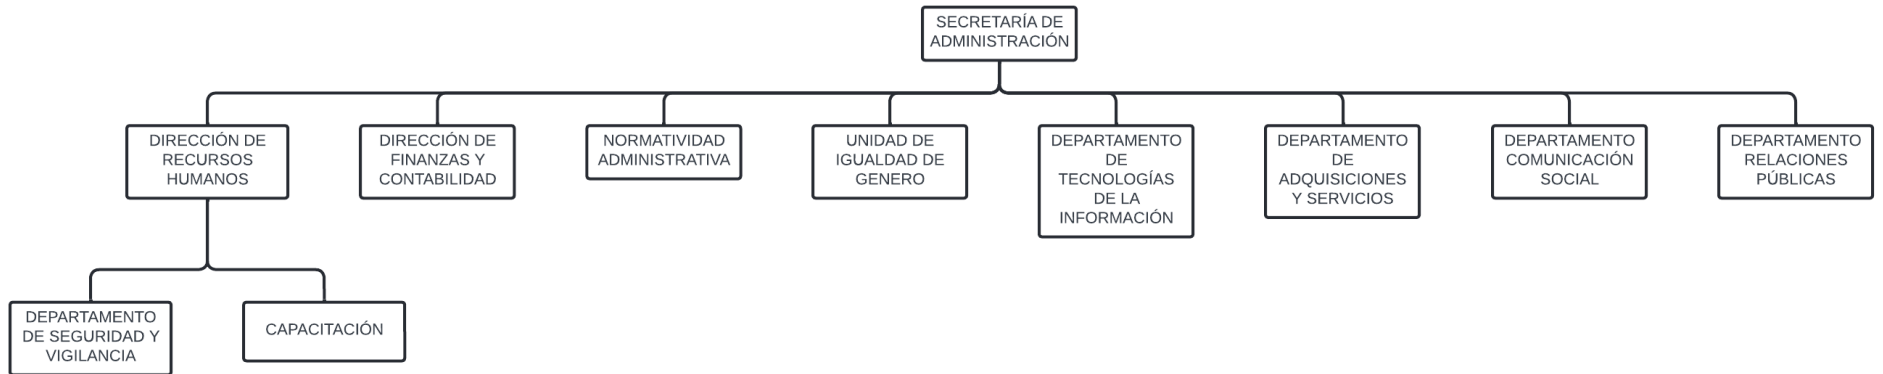 SECRETARÍA DE
ADMINISTRACIÓN
DIRECCIÓN DE
RECURSOS
HUMANOS
DIRECCIÓN DE
FINANZAS Y
CONTABILIDAD
NORMATIVIDAD
ADMINISTRATIVA
UNIDAD DE
IGUALDAD DE
GENERO
DEPARTAMENTO
DE
TECNOLOGÍAS
DE LA
INFORMACIÓN
DEPARTAMENTO
DE
ADQUISICIONES
Y SERVICIOS
DEPARTAMENTO
COMUNICACIÓN
SOCIAL
DEPARTAMENTO
RELACIONES
PÚBLICAS
DEPARTAMENTO
DE SEGURIDAD Y
VIGILANCIA
CAPACITACIÓN